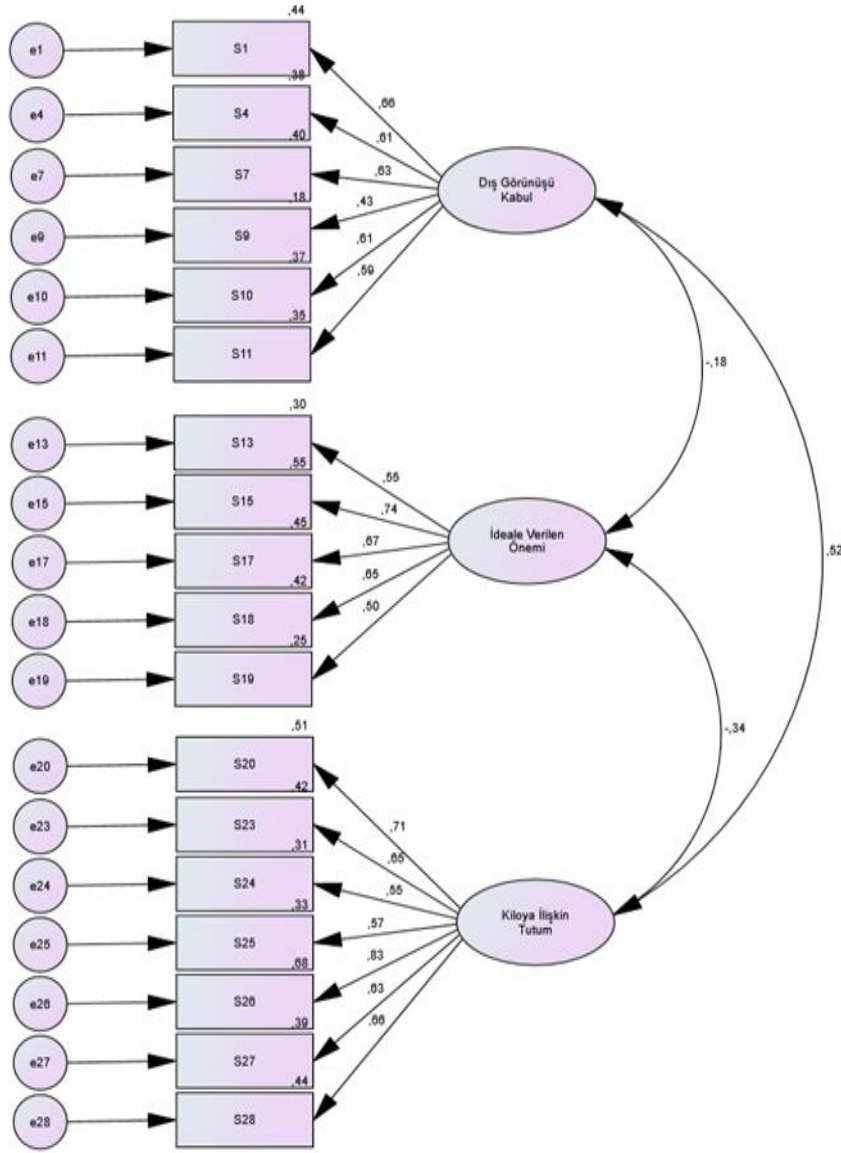 ,44
e1
S1
,38
,66
e4
S4
,40
,61
e7
S7
,18
,63
Dış Görünüşü
Kabul
e9
S9
,37
,43
e10
S10
,35
,61
e11
S11
,59
-,18
,30
e13
S13
,55
,55
e15
S15
,45
,74
e17
S17
,42
,67
İdeale Verilen
Önemi
e18
S18
,25
,65
e19
S19
,50
,52
-,34
,51
e20
S20
,42
,71
e23
S23
,31
,65
e24
S24
,33
,55
Kiloya İlişkin
Tutum
e25
S25
,68
,57
e26
S26
,39
,83
e27
S27
,44
,63
e28
S28
,66